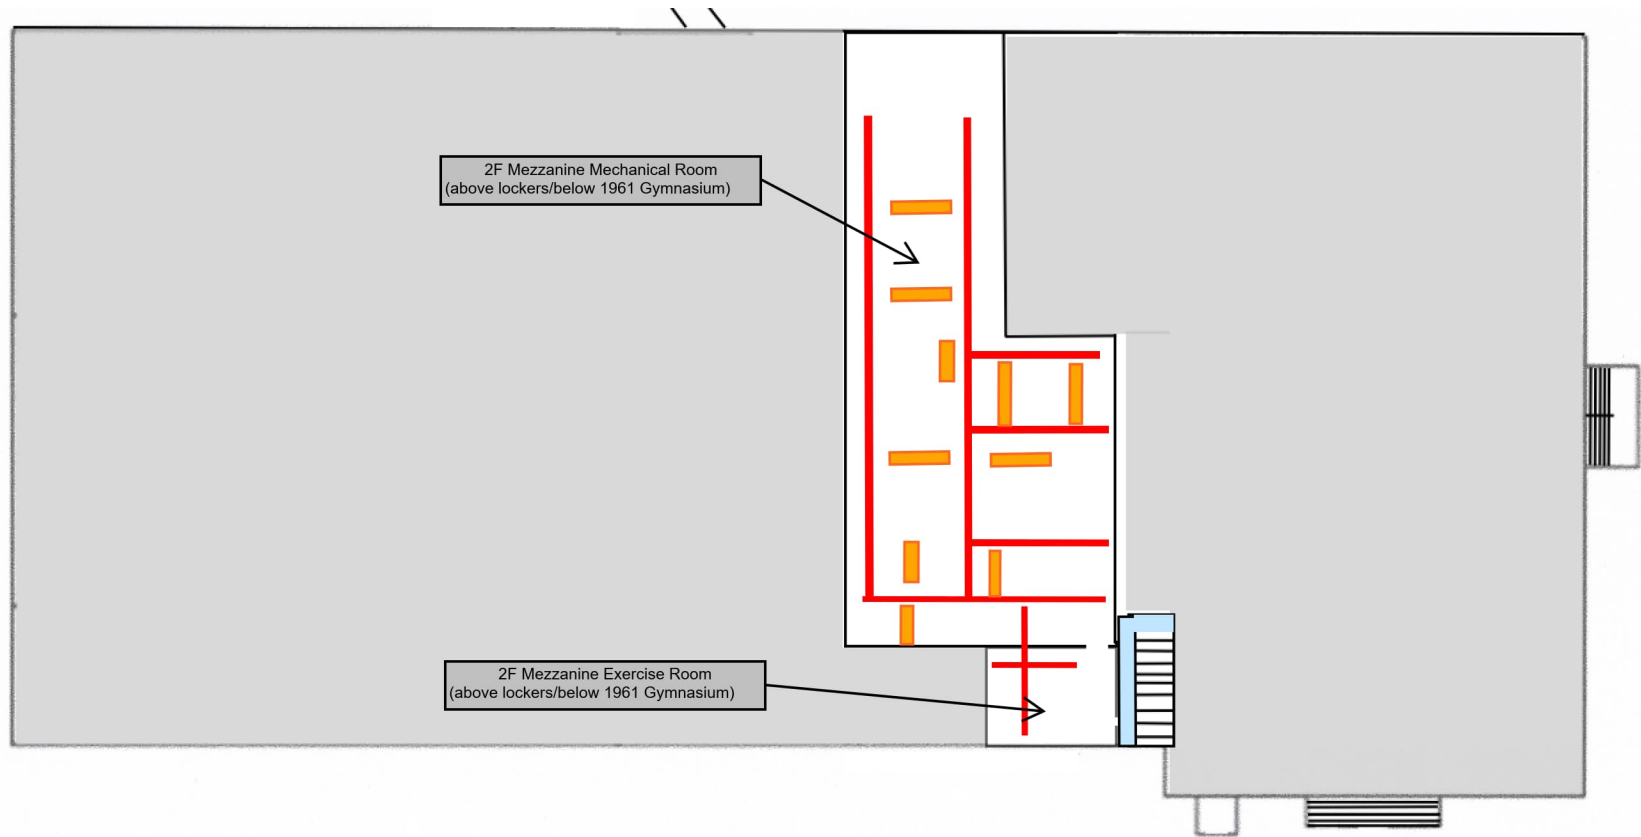 2F Mezzanine Mechanical Room
(above lockers/below 1961 Gymnasium)
2F Mezzanine Exercise Room
(above lockers/below 1961 Gymnasium)